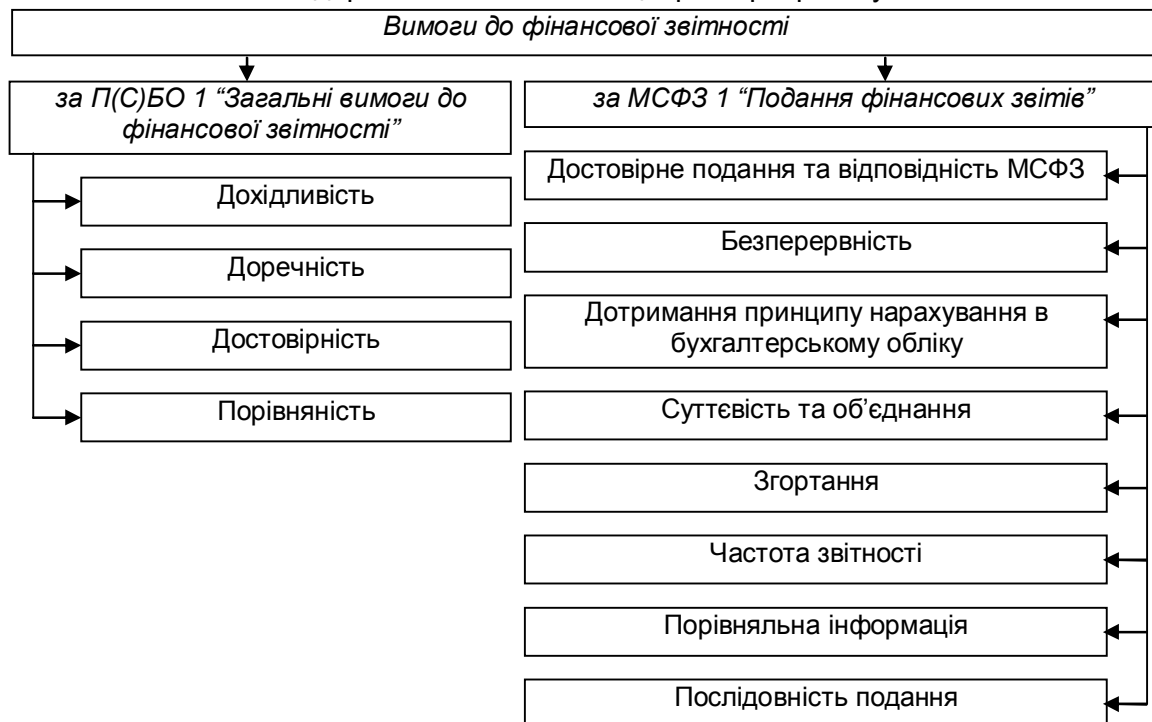 Вимоги до фінансової звітності
за П(С)БО 1 “Загальні вимоги до
фінансової звітності”
Дохідливість
Доречність
Достовірність
Порівняність
за МСФЗ 1 “Подання фінансових звітів”
Достовірне подання та відповідність МСФЗ
Безперервність
Дотримання принципу нарахування в
бухгалтерському обліку
Суттєвість та об’єднання
Згортання
Частота звітності
Порівняльна інформація
Послідовність подання